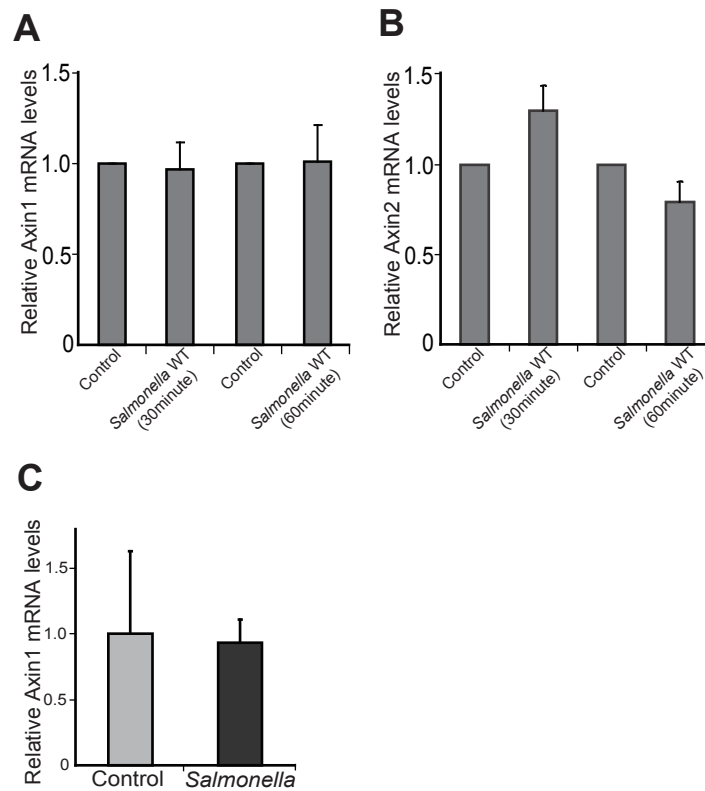 A
Relative Axin1 mRNA levels
1.5
1.0
0.5
0
Control
Salmonella WT
(30minute)
Control
Salmonella WT
(60minute)
B
Relative Axin2 mRNA levels
1.5
1.0
0.5
0
Control
Salmonella WT
(30minute)
Control
Salmonella WT
(60minute)
C
Relative Axin1 mRNA levels
1.5
1.0
0.5
0
Control
Salmonella